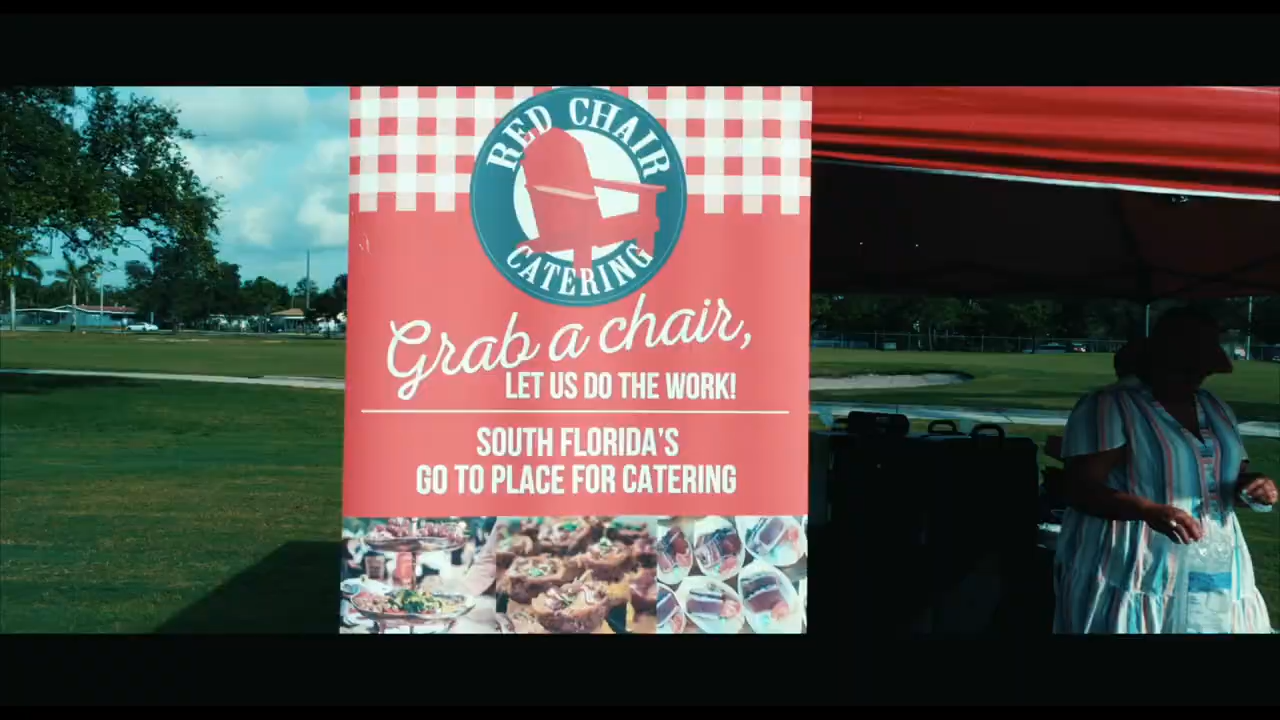 RED CHAIR
CATERING
Grab a chair,
LET US DO THE WORK!
SOUTH FLORIDA'S
GO TO PLACE FOR CATERING